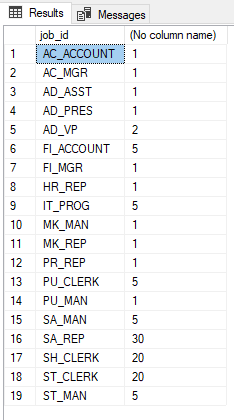 Results Messages
job_id (No column name)
1 AC_ACCOUNT 1
2 AC_MGR 1
3 AD_ASST 1
4 AD_PRES 1
5 AD_VP 2
6 FI_ACCOUNT 5
7 FI_MGR 1
8 HR_REP 1
9 IT_PROG 5
10 MK_MAN 1
11 MK_REP 1
12 PR_REP 1
13 PU_CLERK 5
14 PU_MAN 1
15 SA_MAN 5
16 SA_REP 30
17 SH_CLERK 20
18 ST_CLERK 20
19 ST_MAN 5